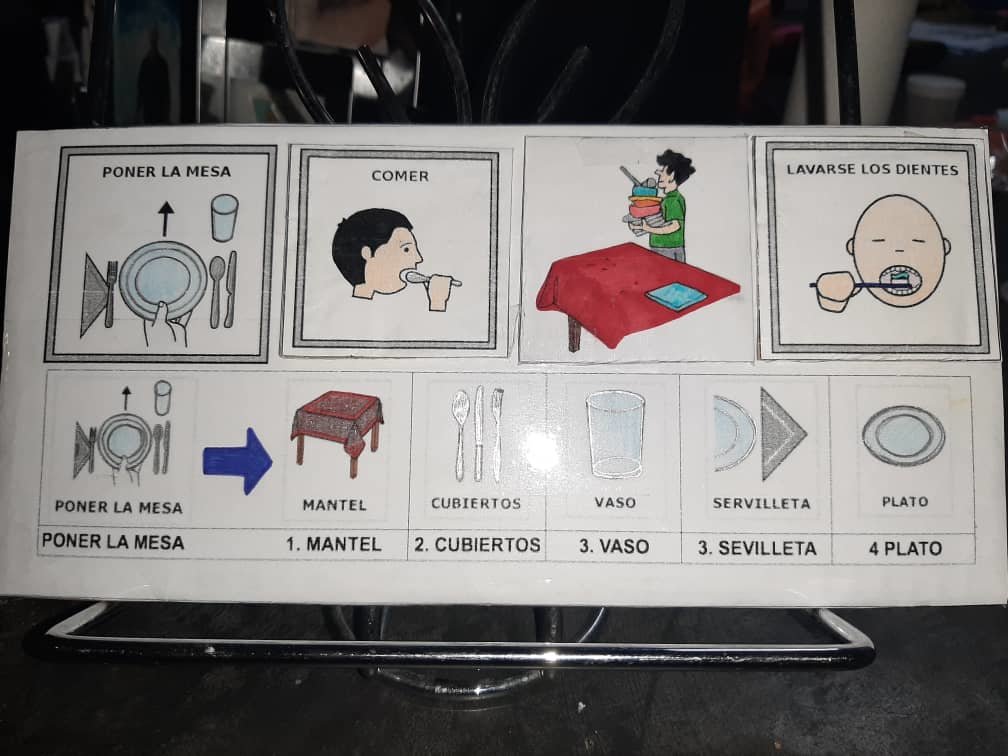 PONER LA MESA
COMER
LAVARSE LOS DIENTES
PONER LA MESA
MANTEL
CUBIERTOS
VASO
SERVILLETA
PLATO
PONER LA MESA
1. MANTEL
2. CUBIERTOS
3. VASO
3. SEVILLETA
4 PLATO